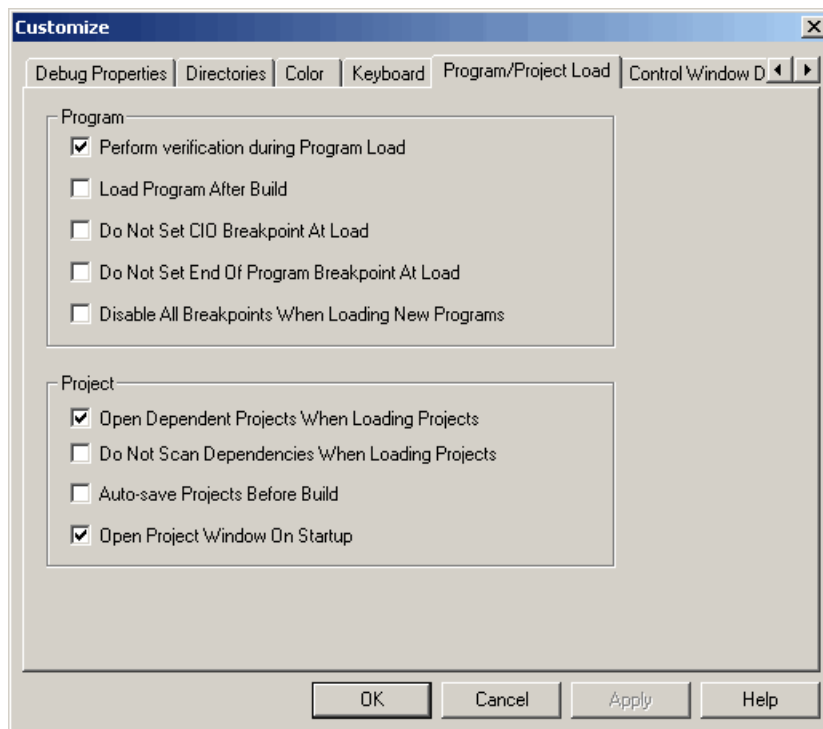 Customize
Debug Properties Directories Color Keyboard Program/Project Load Control Window D
Program
Perform verification during Program Load
Load Program After Build
Do Not Set CIO Breakpoint At Load
Do Not Set End Of Program Breakpoint At Load
Disable All Breakpoints When Loading New Programs
Project
Open Dependent Projects When Loading Projects
Do Not Scan Dependencies When Loading Projects
Auto-save Projects Before Build
Open Project Window On Startup
OK Cancel Apply Help